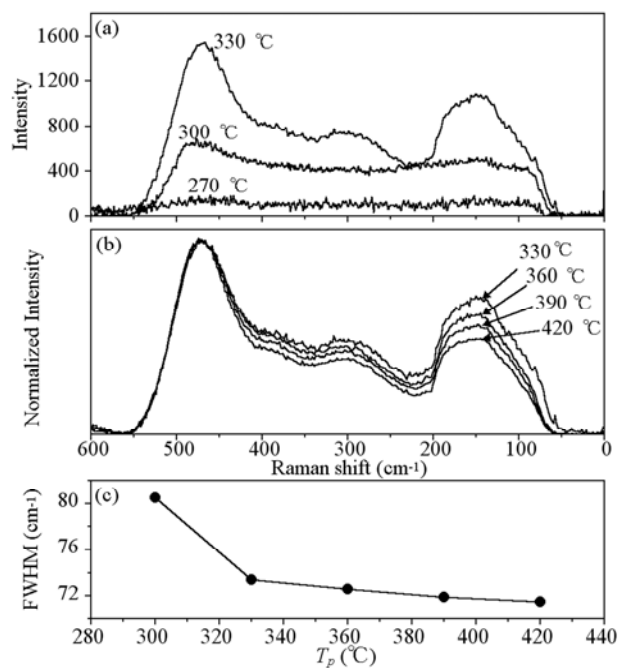 (a)
1600
1200
800
400
0
Intensity
330 ℃
300 ℃
270 ℃
(b)
Normalized Intensity
330 ℃
360 ℃
390 ℃
420 ℃
600 500 400 300 200 100 0
Raman shift (cm-1)
(c)
80
76
72
FWHM (cm-1)
280 300 320 340 360 380 400 420 440
Tp (℃)